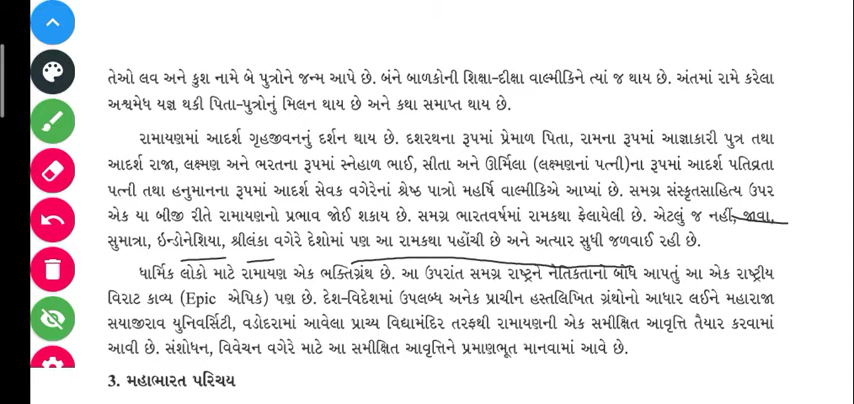 તેઓ લવ અને કુશ નામે બે પુત્રોને જન્મ આપે છે. બંને બાળકોની શિક્ષા-દીક્ષા વાલ્મીકિને ત્યાં જ થાય છે. અંતમાં રામે કરેલા
અશ્વમેધ યજ્ઞ થકી પિતા-પુત્રોનું મિલન થાય છે અને કથા સમાપ્ત થાય છે.
રામાયણમાં આદર્શ ગૃહજીવનનું દર્શન થાય છે. દશરથના રૂપમાં પ્રેમાળ પિતા, રામના રૂપમાં આજ્ઞાકારી પુત્ર તથા
આદર્શ રાજા, લક્ષ્મણ અને ભરતના રૂપમાં સ્નેહાળ ભાઈ, સીતા અને ઊર્મિલા (લક્ષ્મણનાં પત્ની)ના રૂપમાં આદર્શ પતિવ્રતા
પત્ની તથા હનુમાનના રૂપમાં આદર્શ સેવક વગેરેનાં શ્રેષ્ઠ પાત્રો મહર્ષિ વાલ્મીકિએ આપ્યાં છે. સમગ્ર સંસ્કૃતસાહિત્ય ઉપર
એક યા બીજી રીતે રામાયણનો પ્રભાવ જોઈ શકાય છે. સમગ્ર ભારતવર્ષમાં રામકથા ફેલાયેલી છે. એટલું જ નહીં, જાવા,
સુમાત્રા, ઇન્ડોનેશિયા, શ્રીલંકા વગેરે દેશોમાં પણ આ રામકથા પહોંચી છે અને અત્યાર સુધી જળવાઈ રહી છે.
ધાર્મિક લોકો માટે રામાયણ એક ભક્તિગ્રંથ છે. આ ઉપરાંત સમગ્ર રાષ્ટ્રને નૈતિકતાનો બોધ આપતું આ એક રાષ્ટ્રીય
વિરાટ કાવ્ય (Epic એપિક) પણ છે. દેશ-વિદેશમાં ઉપલબ્ધ અનેક પ્રાચીન હસ્તલિખિત ગ્રંથોનો આધાર લઈને મહારાજા
સયાજીરાવ યુનિવર્સિટી, વડોદરામાં આવેલા પ્રાચ્ય વિદ્યામંદિર તરફથી રામાયણની એક સમીક્ષિત આવૃત્તિ તૈયાર કરવામાં
આવી છે. સંશોધન, વિવેચન વગેરે માટે આ સમીક્ષિત આવૃત્તિને પ્રમાણભૂત માનવામાં આવે છે.
3. મહાભારત પરિચય